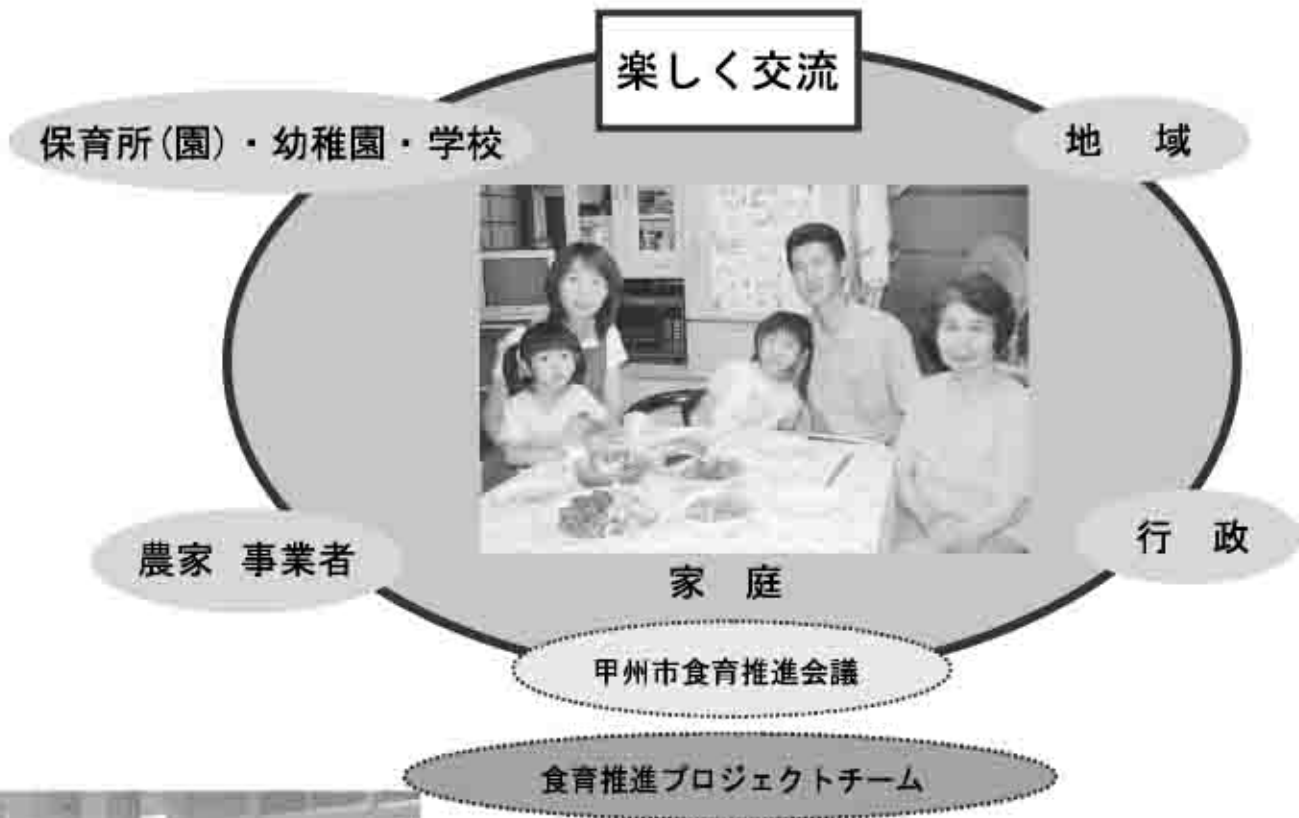 楽しく交流
保育所(園)・幼稚園・学校
地　域
農家　事業者
行　政
家　庭
甲州市食育推進会議
食育推進プロジェクトチーム